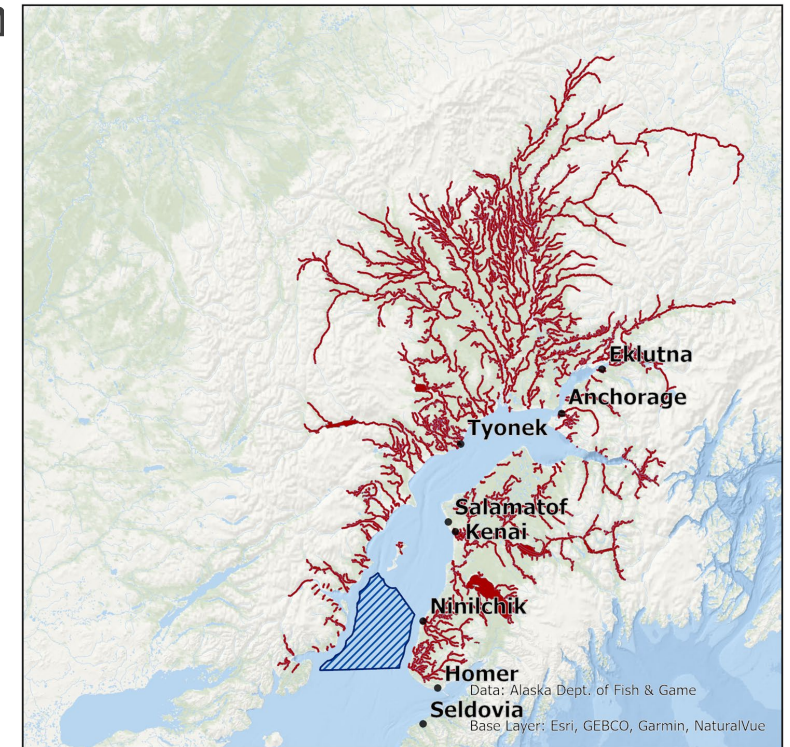 Eklutna
Anchorage
Tyonek
Salamatof
Kenai
Ninilchik
Homer
Data: Alaska Dept. of Fish & Game
Seldovia
Base Layer: Esri, GEBCO, Garmin, NaturalVue